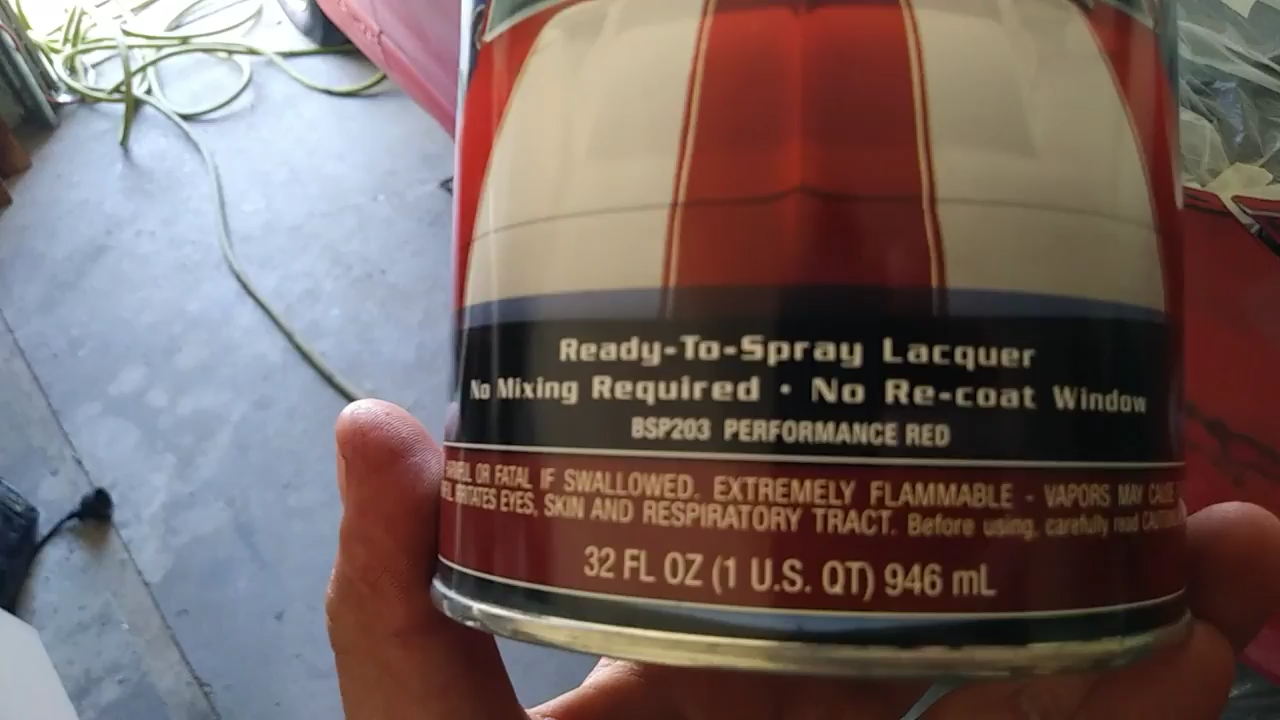 Ready-To-Spray Lacquer
No Mixing Required • No Re-coat Window
BSP203 PERFORMANCE RED
OR FATAL IF SWALLOWED. EXTREMELY FLAMMABLE - VAPORS MAY CAUSE
EYES, SKIN AND RESPIRATORY TRACT. Before using, carefully read
32 FL OZ (1 U.S. QT) 946 mL